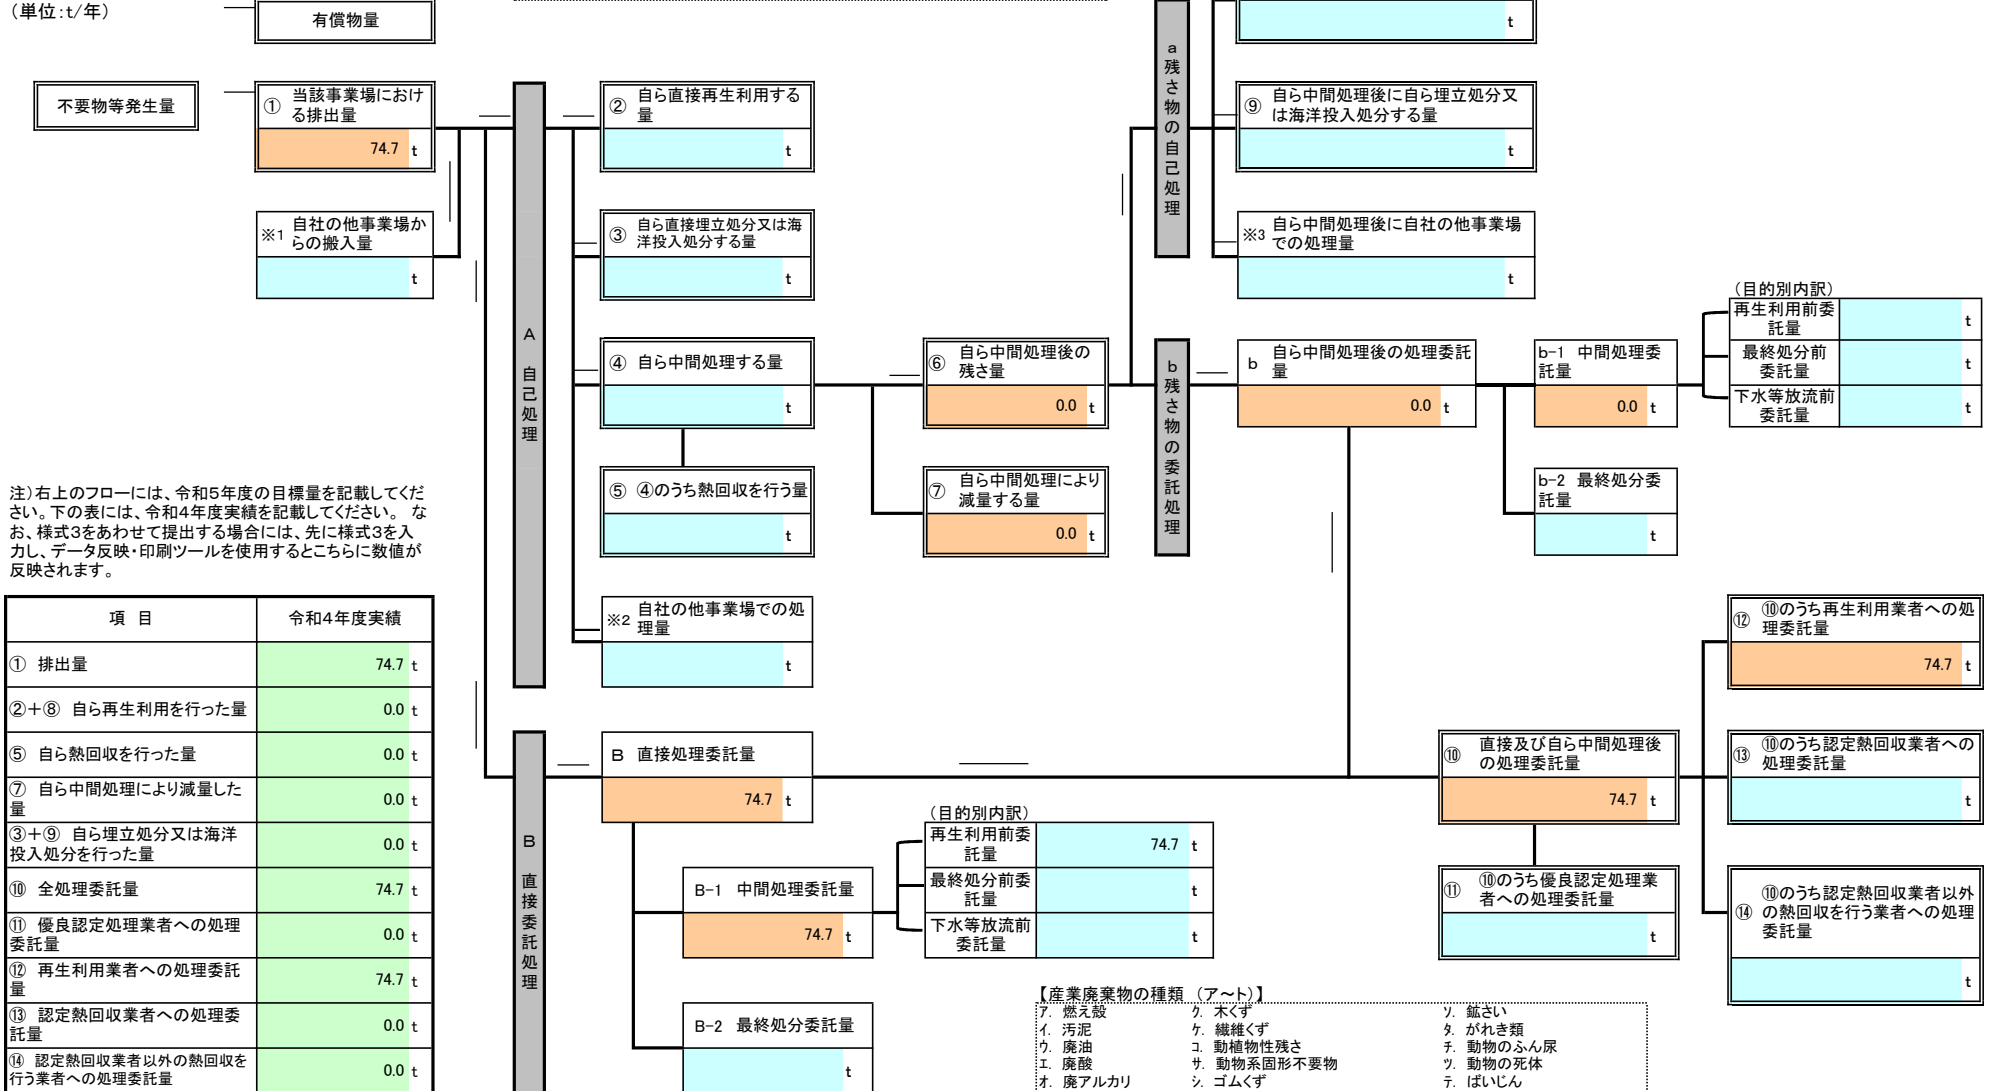 （単位:t/年）
有償物量
t
不要物等発生量
①
当該事業場におけ
る排出量
74.7 t
※1
自社の他事業場か
らの搬入量
t
A
自
己
処
理
②
自ら直接再生利用する
量
t
③
自ら直接埋立処分又は海
洋投入処分する量
t
④ 自ら中間処理する量
t
⑤ ④のうち熱回収を行う量
t
※2
自社の他事業場での処
理量
t
⑥
自ら中間処理後の
残さ量
0.0 t
⑦
自ら中間処理により
減量する量
0.0 t
a
残
さ
物
の
自
己
処
理
⑨
自ら中間処理後に自ら埋立処分又
は海洋投入処分する量
t
※3
自ら中間処理後に自社の他事業場
での処理量
t
b
残
さ
物
の
委
託
処
理
b
自ら中間処理後の処理委託
量
0.0 t
b-1 中間処理委
託量
0.0 t
b-2 最終処分委
託量
t
（目的別内訳）
再生利用前委
託量
t
最終処分前
委託量
t
下水等放流前
委託量
t
注）右上のフローには、令和５年度の目標量を記載してくだ
さい。下の表には、令和４年度実績を記載してください。 な
お、様式３をあわせて提出する場合には、先に様式３を入
力し、データ反映・印刷ツールを使用するとこちらに数値が
反映されます。
項 目 令和４年度実績
① 排出量 74.7 t
②＋⑧ 自ら再生利用を行った量 0.0 t
⑤ 自ら熱回収を行った量 0.0 t
⑦ 自ら中間処理により減量した
量
0.0 t
③＋⑨ 自ら埋立処分又は海洋
投入処分を行った量
0.0 t
⑩ 全処理委託量 74.7 t
⑪ 優良認定処理業者への処理
委託量
0.0 t
⑫ 再生利用業者への処理委託
量
74.7 t
⑬ 認定熱回収業者への処理委
託量
0.0 t
⑭ 認定熱回収業者以外の熱回収を
行う業者への処理委託量
0.0 t
B
直
接
委
託
処
理
B 直接処理委託量
74.7 t
B-1 中間処理委託量
74.7 t
B-2 最終処分委託量
t
（目的別内訳）
再生利用前委
託量
74.7 t
最終処分前委
託量
t
下水等放流前
委託量
t
⑩
直接及び自ら中間処理後
の処理委託量
74.7 t
⑪
⑩のうち優良認定処理業
者への処理委託量
t
⑫
⑩のうち再生利用業者への処
理委託量
74.7 t
⑬
⑩のうち認定熱回収業者への
処理委託量
t
⑭
⑩のうち認定熱回収業者以外
の熱回収を行う業者への処理
委託量
t
【産業廃棄物の種類 （ア～ト）】
ア. 燃え殻 ク. 木くず ソ. 鉱さい
イ. 汚泥 ケ. 繊維くず タ. がれき類
ウ. 廃油 コ. 動植物性残さ チ. 動物のふん尿
エ. 廃酸 サ. 動物系固形不要物 ツ. 動物の死体
オ. 廃アルカリ シ. ゴムくず テ. ばいじん